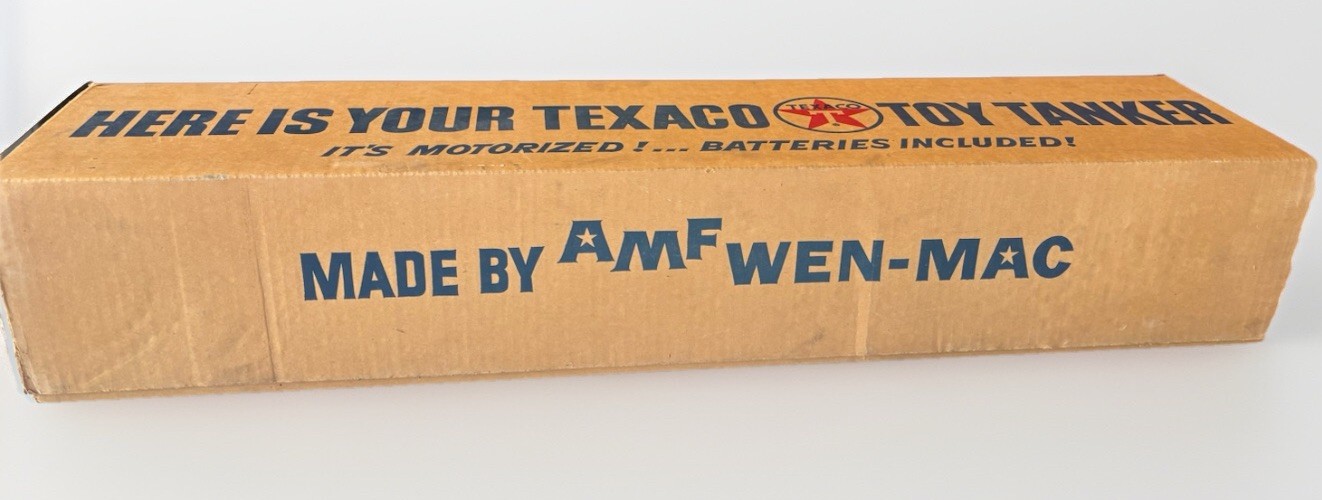 HERE IS YOUR TEXACO TEXACO T TOY TANKER
IT'S MOTORIZED!... BATTERIES INCLUDED!
MADE BY AMF WEN-MAC